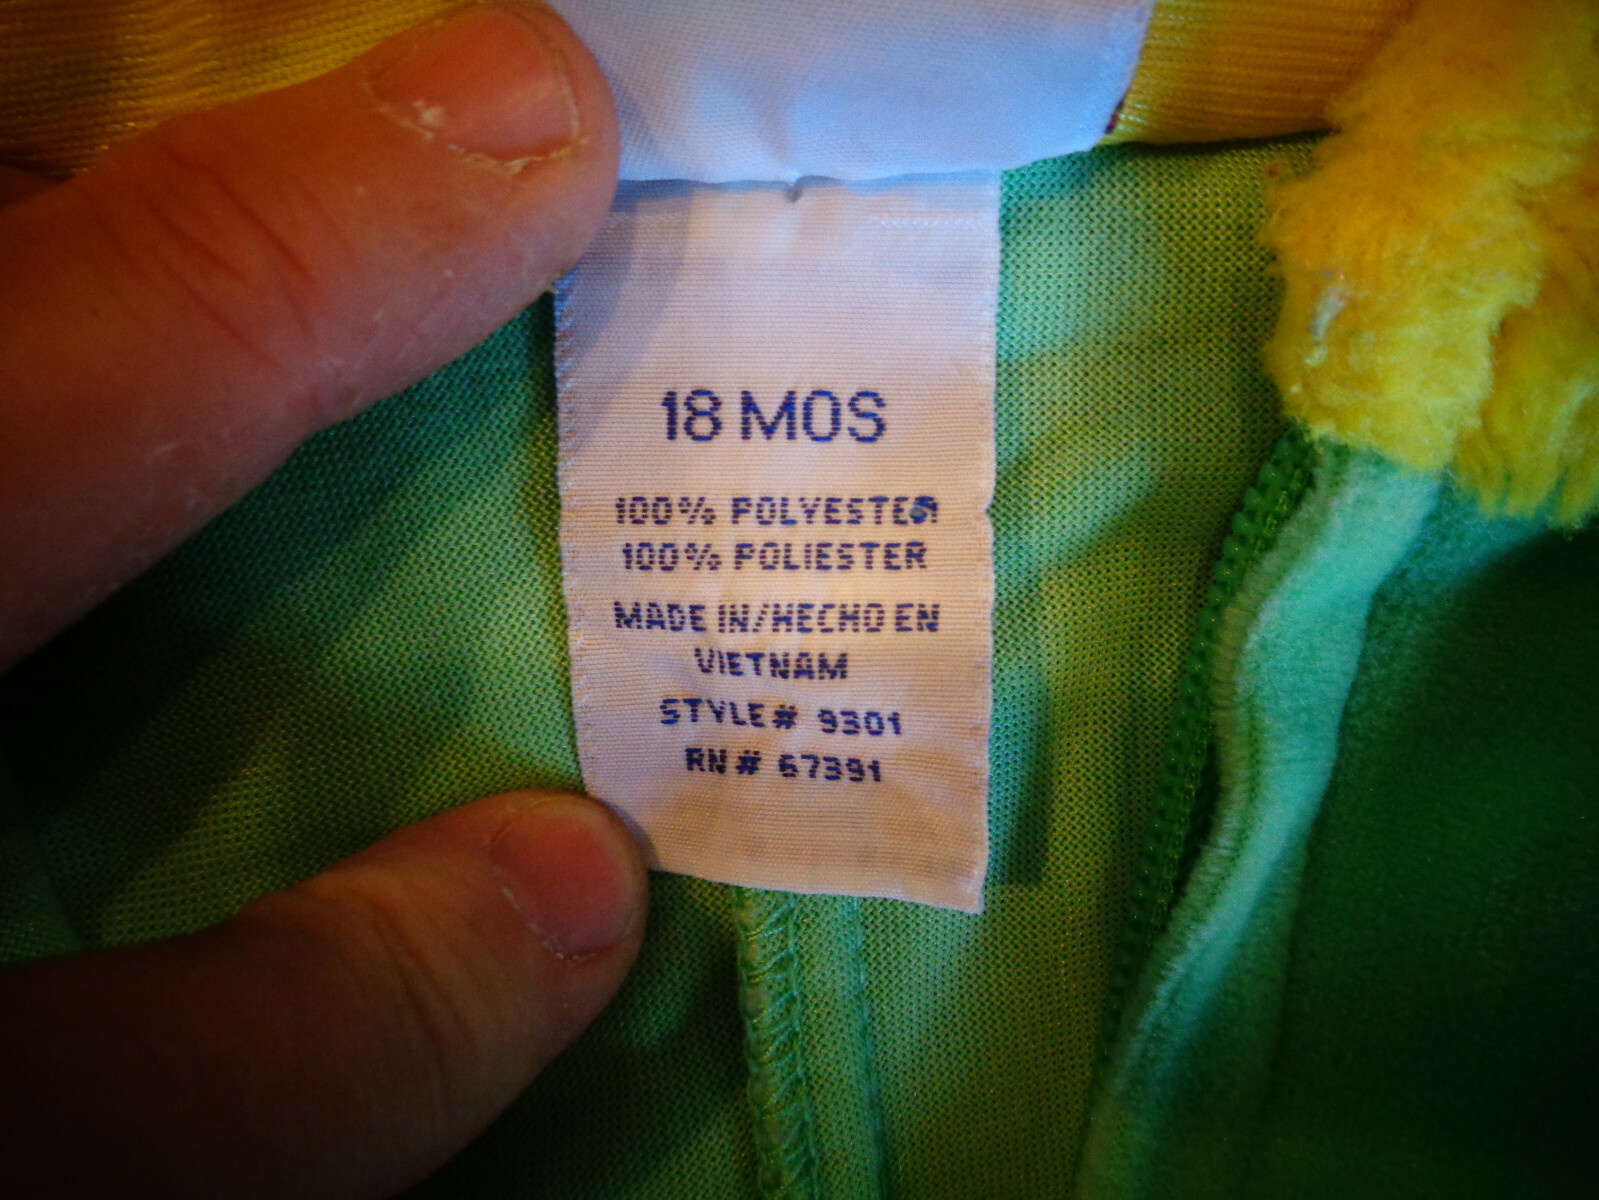 18 MOS
100% POLYESTER
100% POLIESTER
MADE IN/HECHO EN
VIETNAM
STYLE# 9301
RN# 67391